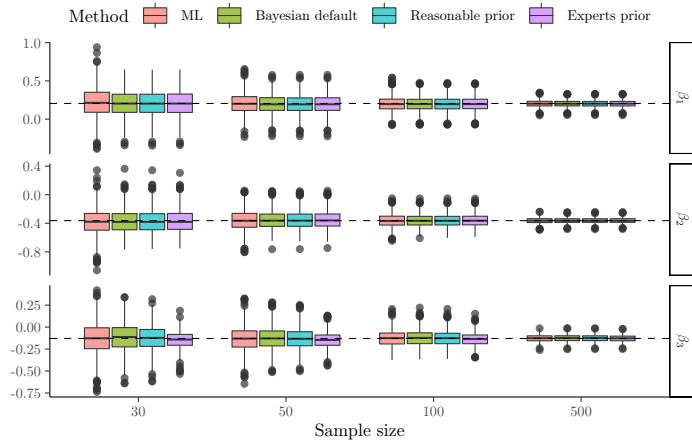 Method ML Bayesian default Reasonable prior Experts prior
1.0
0.5
0.0
β₁
0.4
0.0
-0.4
-0.8
β₂
0.25
0.00
-0.25
-0.50
-0.75
β₃
30 50 100 500
Sample size